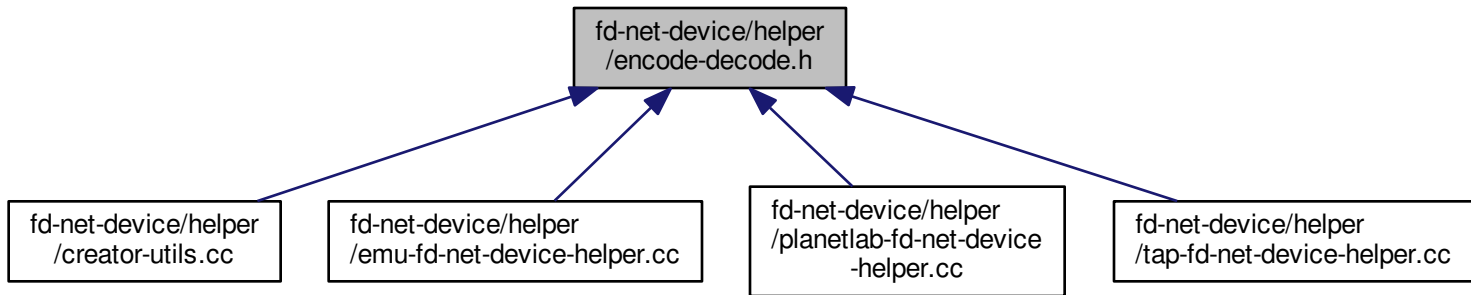 fd-net-device/helper
/encode-decode.h
fd-net-device/helper
/creator-utils.cc
fd-net-device/helper
/emu-fd-net-device-helper.cc
fd-net-device/helper
/planetlab-fd-net-device
-helper.cc
fd-net-device/helper
/tap-fd-net-device-helper.cc